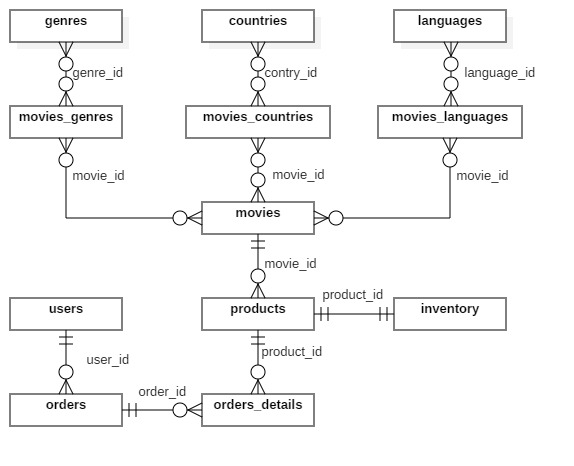 genres
countries
languages
genre_id
contry_id
language_id
movies_genres
movies_countries
movies_languages
movie_id
movie_id
movie_id
movies
movie_id
product_id
users
products
inventory
user_id
product_id
order_id
orders
orders_details